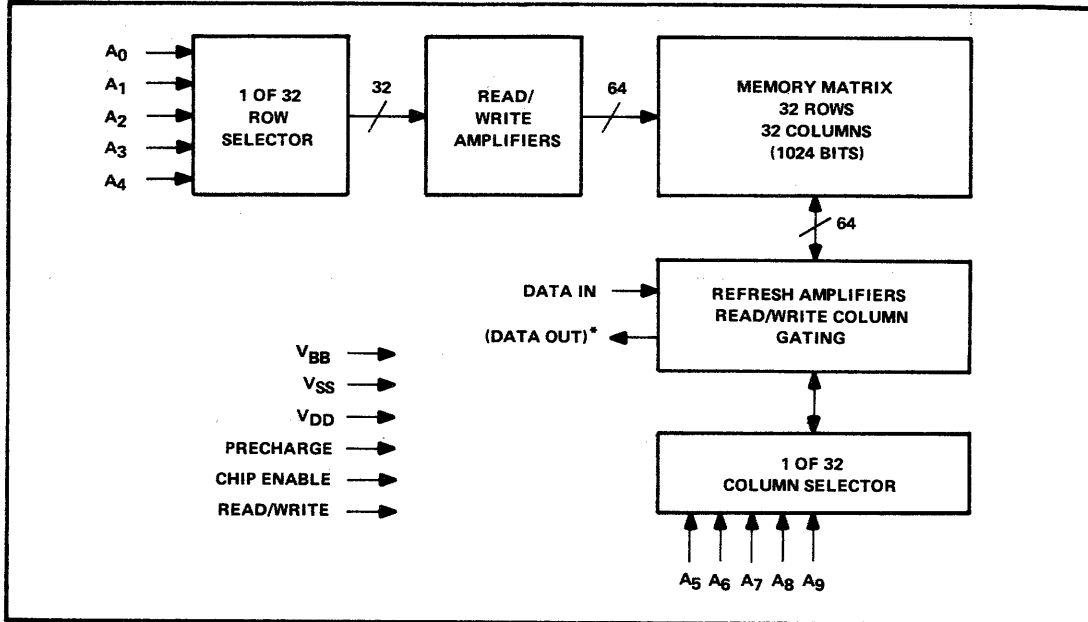 A0
A1
A2
A3
A4
1 OF 32
ROW
SELECTOR
32
READ/
WRITE
AMPLIFIERS
64
MEMORY MATRIX
32 ROWS
32 COLUMNS
(1024 BITS)
64
DATA IN
(DATA OUT)*
REFRESH AMPLIFIERS
READ/WRITE COLUMN
GATING
VBB
VSS
VDD
PRECHARGE
CHIP ENABLE
READ/WRITE
1 OF 32
COLUMN SELECTOR
A5 A6 A7 A8 A9